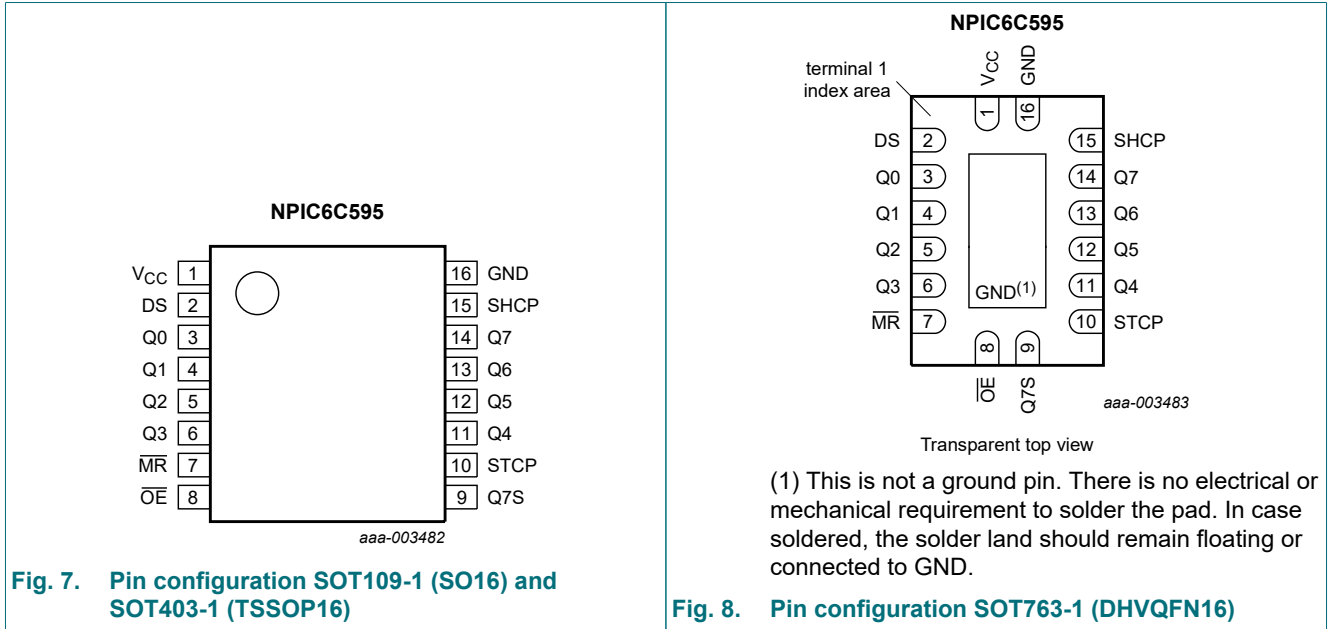 NPIC6C595
VCC 1
DS 2
Q0 3
Q1 4
Q2 5
Q3 6
MR 7
OE 8
16 GND
15 SHCP
14 Q7
13 Q6
12 Q5
11 Q4
10 STCP
9 Q7S
aaa-003482
Fig. 7. Pin configuration SOT109-1 (SO16) and
SOT403-1 (TSSOP16)
NPIC6C595
terminal 1
index area
VCC
GND
1
16
DS 2
Q0 3
Q1 4
Q2 5
Q3 6
MR 7
15 SHCP
14 Q7
13 Q6
12 Q5
11 Q4
10 STCP
GND(1)
8
9
OE
Q7S
aaa-003483
Transparent top view
(1) This is not a ground pin. There is no electrical or
mechanical requirement to solder the pad. In case
soldered, the solder land should remain floating or
connected to GND.
Fig. 8. Pin configuration SOT763-1 (DHVQFN16)